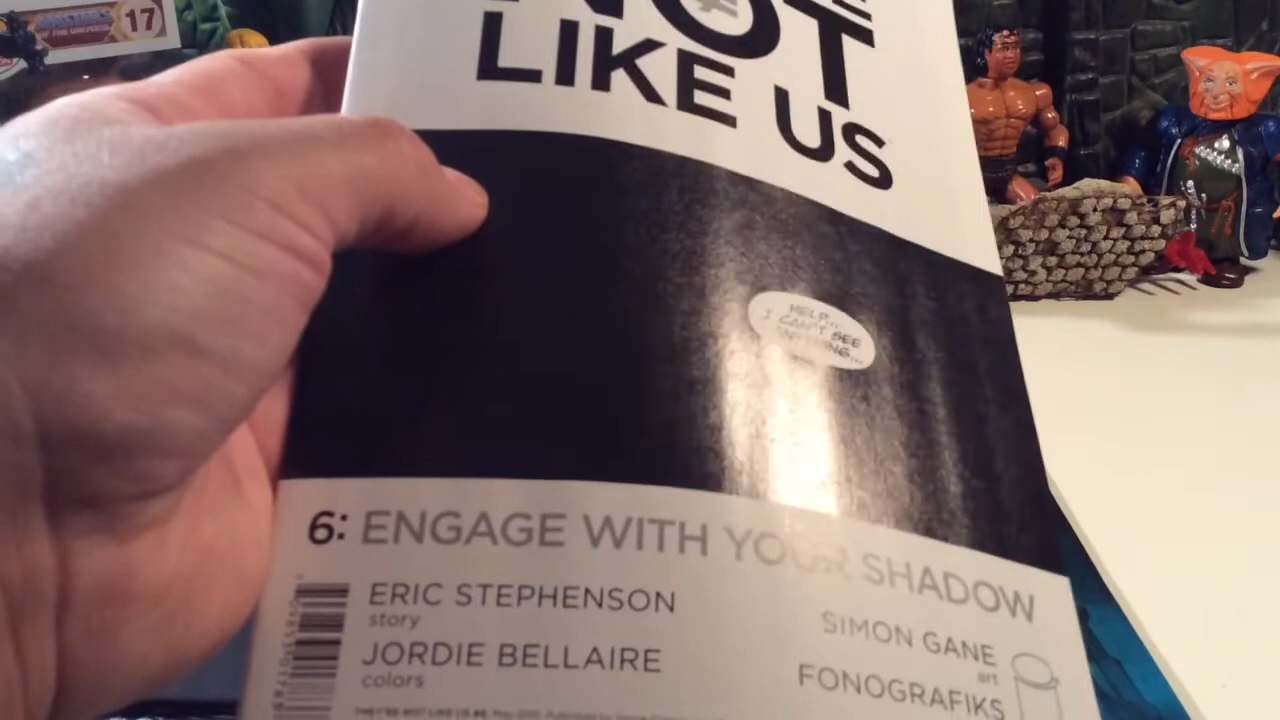 17
NOT
LIKE US
HELP...
I CAN'T SEE
6: ENGAGE WITH YOUR SHADOW
ERIC STEPHENSON
story
JORDIE BELLAIRE
colors
SIMON GANE
art
FONOGRAFIKS